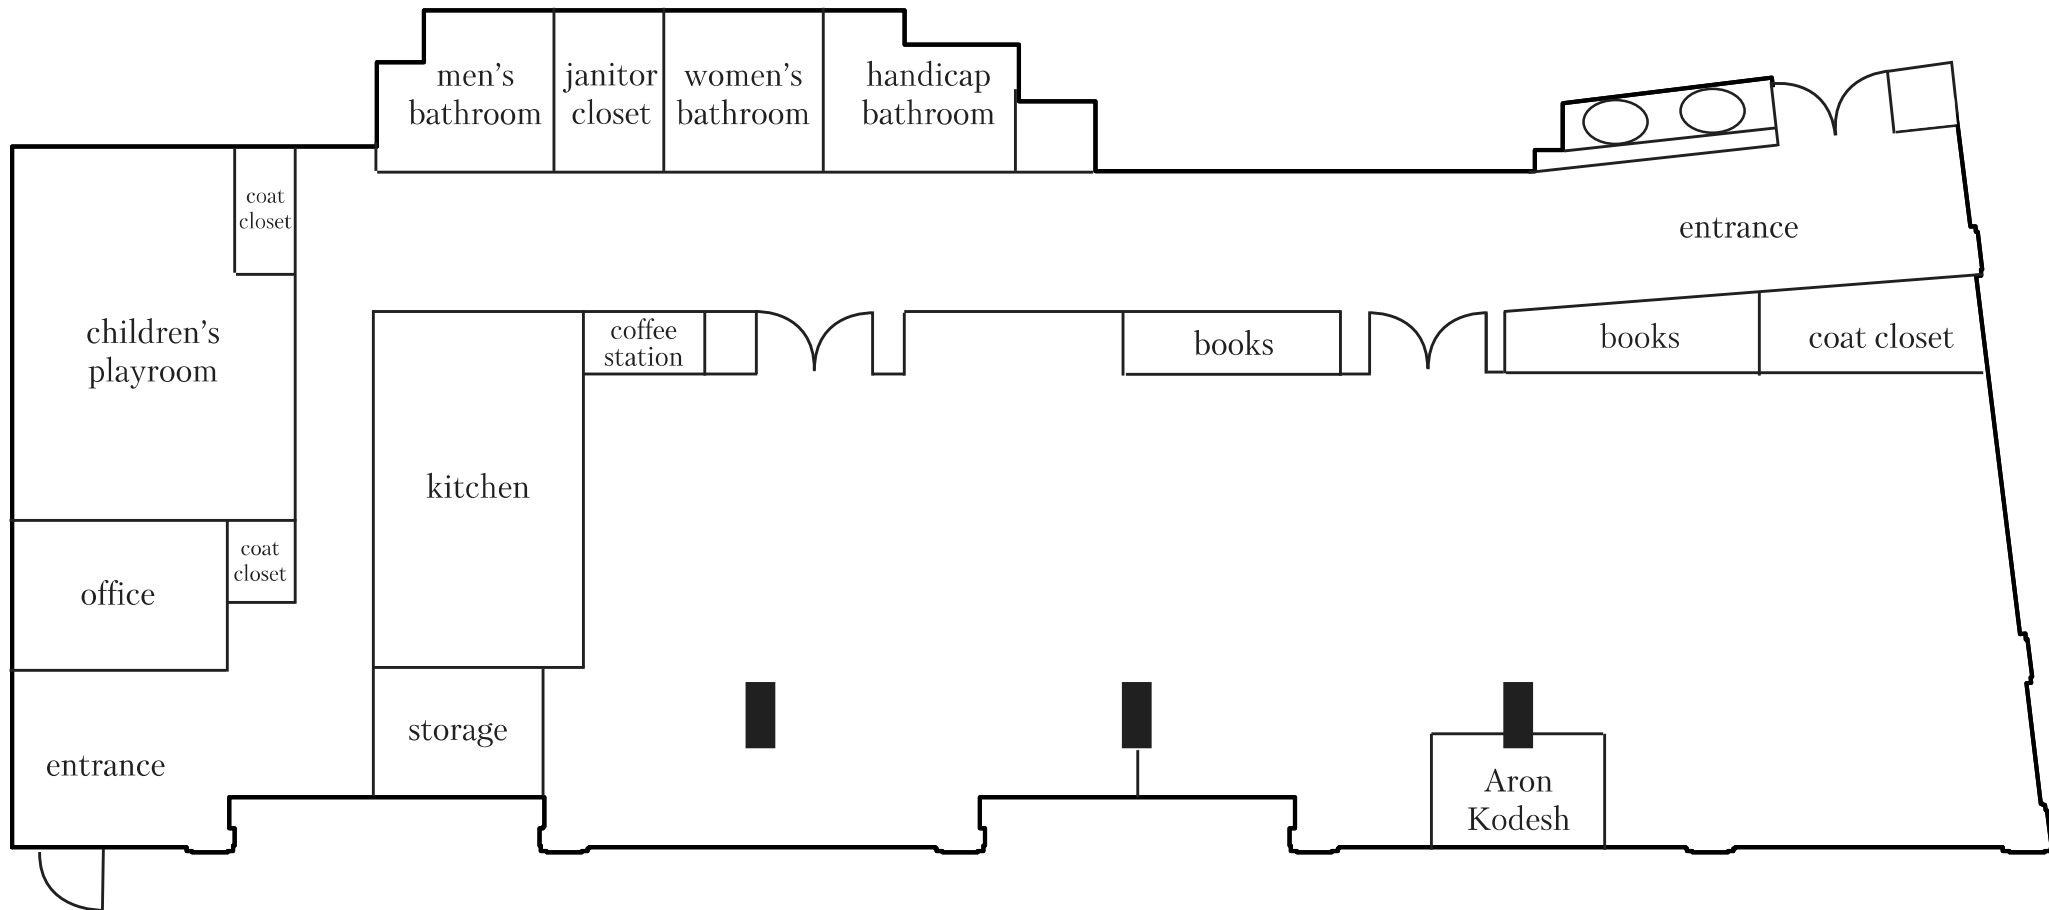 men’s
bathroom
janitor
closet
women’s
bathroom
handicap
bathroom
coat
closet
entrance
children’s
playroom
coffee
station
books
books
coat closet
kitchen
coat
closet
office
storage
entrance
Aron
Kodesh